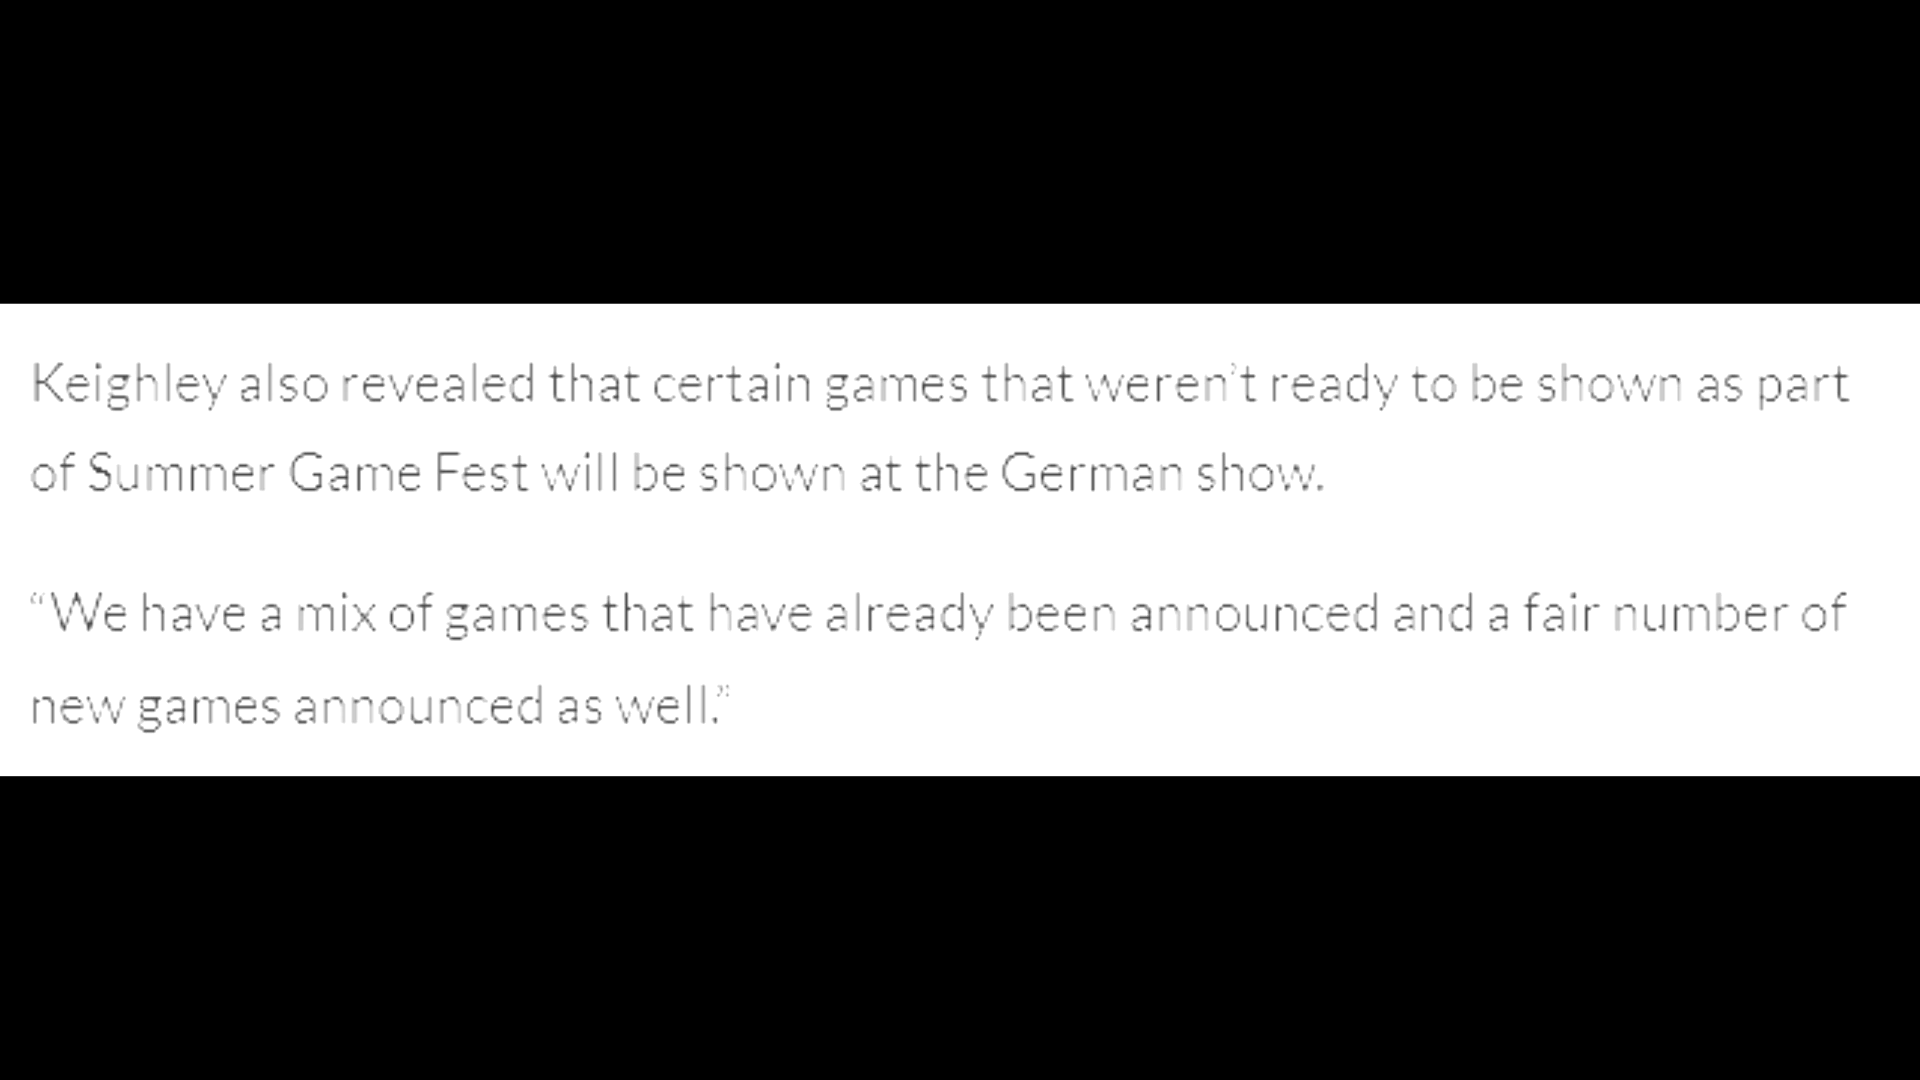 Keighley also revealed that certain games that weren’t ready to be shown as part
of Summer Game Fest will be shown at the German show.
“We have a mix of games that have already been announced and a fair number of
new games announced as well.”